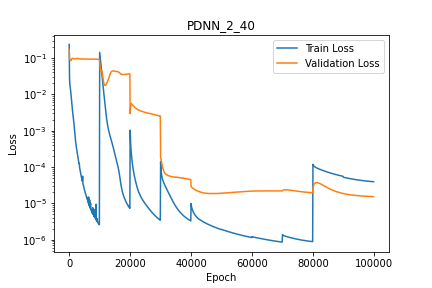 PDNN_2_40
Train Loss
Validation Loss
10⁻¹
10⁻²
10⁻³
10⁻⁴
10⁻⁵
10⁻⁶
Loss
0 20000 40000 60000 80000 100000
Epoch